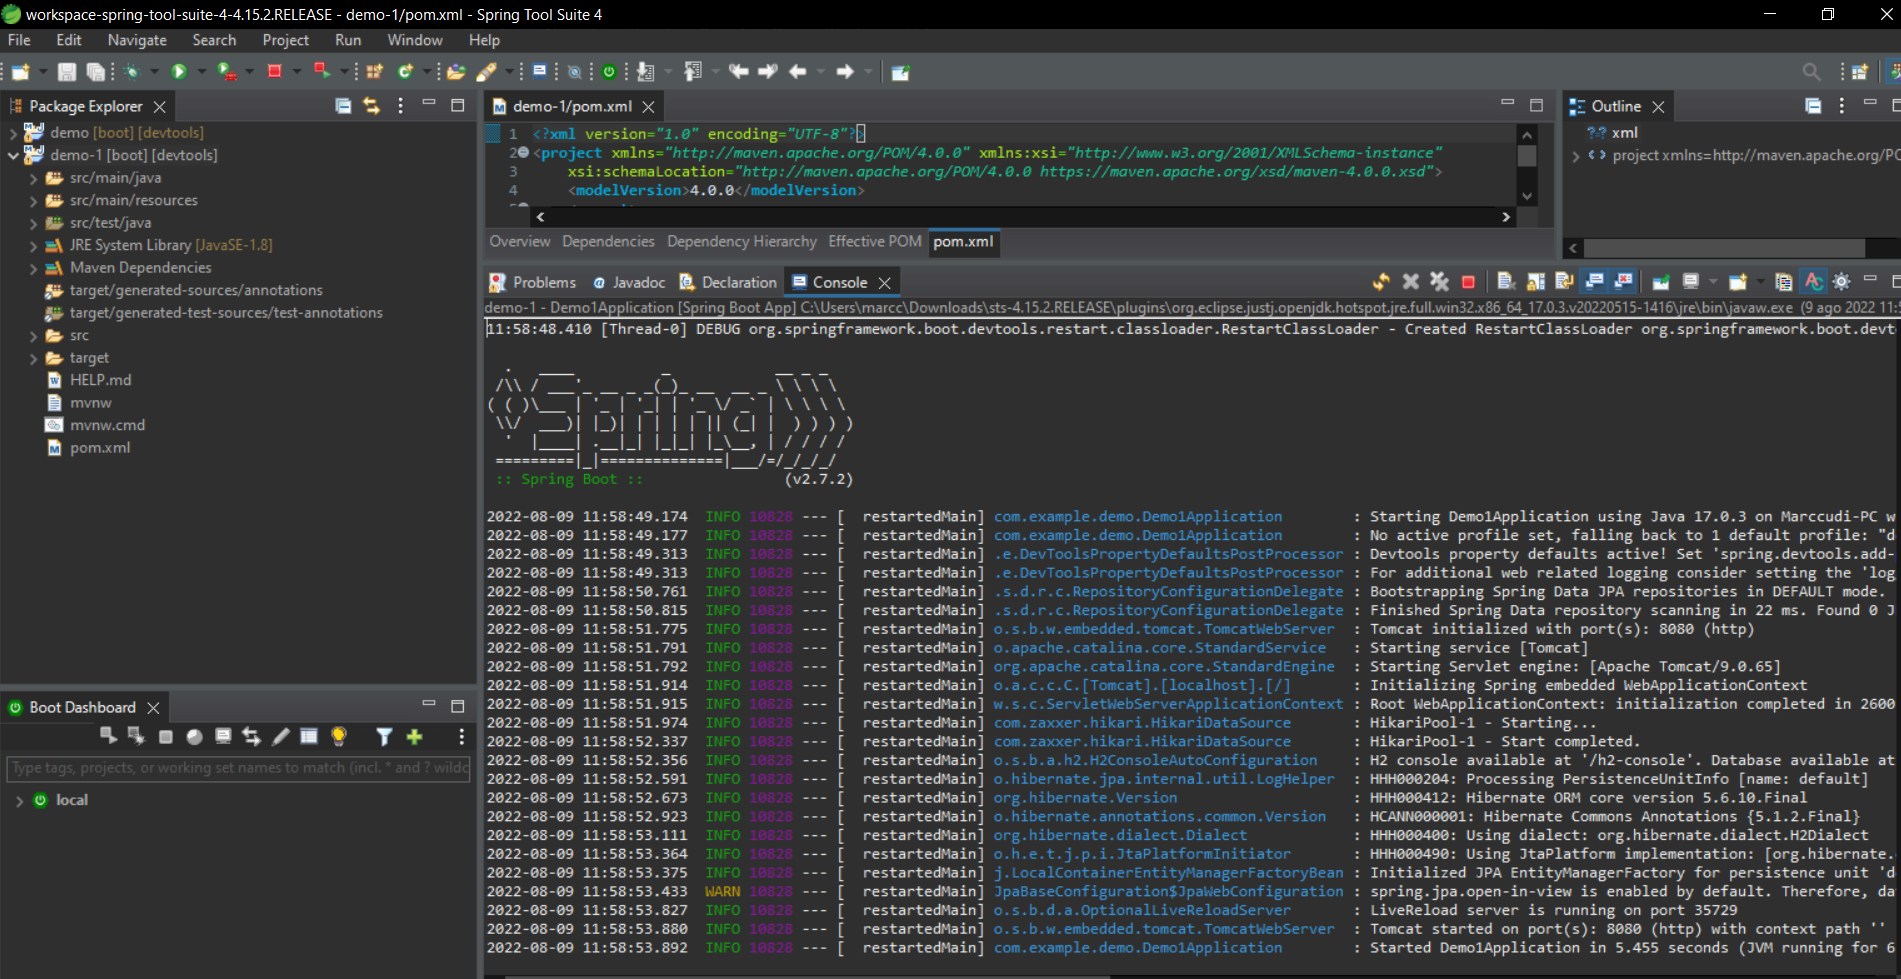 workspace-spring-tool-suite-4-4.15.2.RELEASE - demo-1/pom.xml - Spring Tool Suite 4
File Edit Navigate Search Project Run Window Help
Package Explorer
demo [boot] [devtools]
demo-1 [boot] [devtools]
src/main/java
src/main/resources
src/test/java
JRE System Library [JavaSE-1.8]
Maven Dependencies
target/generated-sources/annotations
target/generated-test-sources/test-annotations
src
target
HELP.md
mvnw
mvnw.cmd
pom.xml
Boot Dashboard
Type tags, projects, or working set names to match (incl. * and ? wildc
local
demo-1/pom.xml
1 <?xml version="1.0" encoding="UTF-8"?>
2 <project xmlns="http://maven.apache.org/POM/4.0.0" xmlns:xsi="http://www.w3.org/2001/XMLSchema-instance"
3 xsi:schemaLocation="http://maven.apache.org/POM/4.0.0 https://maven.apache.org/xsd/maven-4.0.0.xsd">
4 <modelVersion>4.0.0</modelVersion>
Overview Dependencies Dependency Hierarchy Effective POM pom.xml
Outline
xml
project xmlns=http://maven.apache.org/PO
Problems Javadoc Declaration Console
demo-1 - Demo1Application [Spring Boot App] C:\Users\marcc\Downloads\sts-4.15.2.RELEASE\plugins\org.eclipse.justj.openjdk.hotspot.jre.full.win32.x86_64_17.0.3.v20220515-1416\jre\bin\javaw.exe (9 ago 2022 11:5
11:58:48.410 [Thread-0] DEBUG org.springframework.boot.devtools.restart.classloader.RestartClassLoader - Created RestartClassLoader org.springframework.boot.devt
Spring
:: Spring Boot :: (v2.7.2)
2022-08-09 11:58:49.174 INFO 10828 --- [ restartedMain] com.example.demo.Demo1Application : Starting Demo1Application using Java 17.0.3 on Marccudi-PC w
2022-08-09 11:58:49.177 INFO 10828 --- [ restartedMain] com.example.demo.Demo1Application : No active profile set, falling back to 1 default profile: "d
2022-08-09 11:58:49.313 INFO 10828 --- [ restartedMain] .e.DevToolsPropertyDefaultsPostProcessor : Devtools property defaults active! Set 'spring.devtools.add-
2022-08-09 11:58:49.313 INFO 10828 --- [ restartedMain] .e.DevToolsPropertyDefaultsPostProcessor : For additional web related logging consider setting the 'log
2022-08-09 11:58:50.761 INFO 10828 --- [ restartedMain] .s.d.r.c.RepositoryConfigurationDelegate : Bootstrapping Spring Data JPA repositories in DEFAULT mode.
2022-08-09 11:58:50.815 INFO 10828 --- [ restartedMain] .s.d.r.c.RepositoryConfigurationDelegate : Finished Spring Data repository scanning in 22 ms. Found 0 J
2022-08-09 11:58:51.775 INFO 10828 --- [ restartedMain] o.s.b.w.embedded.tomcat.TomcatWebServer : Tomcat initialized with port(s): 8080 (http)
2022-08-09 11:58:51.791 INFO 10828 --- [ restartedMain] o.apache.catalina.core.StandardService : Starting service [Tomcat]
2022-08-09 11:58:51.792 INFO 10828 --- [ restartedMain] org.apache.catalina.core.StandardEngine : Starting Servlet engine: [Apache Tomcat/9.0.65]
2022-08-09 11:58:51.914 INFO 10828 --- [ restartedMain] o.a.c.c.C.[Tomcat].[localhost].[/] : Initializing Spring embedded WebApplicationContext
2022-08-09 11:58:51.915 INFO 10828 --- [ restartedMain] w.s.c.ServletWebServerApplicationContext : Root WebApplicationContext: initialization completed in 2600
2022-08-09 11:58:51.974 INFO 10828 --- [ restartedMain] com.zaxxer.hikari.HikariDataSource : HikariPool-1 - Starting...
2022-08-09 11:58:52.337 INFO 10828 --- [ restartedMain] com.zaxxer.hikari.HikariDataSource : HikariPool-1 - Start completed.
2022-08-09 11:58:52.356 INFO 10828 --- [ restartedMain] o.s.b.a.h2.H2ConsoleAutoConfiguration : H2 console available at '/h2-console'. Database available at
2022-08-09 11:58:52.591 INFO 10828 --- [ restartedMain] o.hibernate.jpa.internal.util.LogHelper : HHH000204: Processing PersistenceUnitInfo [name: default]
2022-08-09 11:58:52.673 INFO 10828 --- [ restartedMain] org.hibernate.Version : HHH000412: Hibernate ORM core version 5.6.10.Final
2022-08-09 11:58:52.923 INFO 10828 --- [ restartedMain] o.hibernate.annotations.common.Version : HCANN000001: Hibernate Commons Annotations {5.1.2.Final}
2022-08-09 11:58:53.111 INFO 10828 --- [ restartedMain] org.hibernate.dialect.Dialect : HHH000400: Using dialect: org.hibernate.dialect.H2Dialect
2022-08-09 11:58:53.364 INFO 10828 --- [ restartedMain] o.h.e.t.j.p.i.JtaPlatformInitiator : HHH000490: Using JtaPlatform implementation: [org.hibernate.
2022-08-09 11:58:53.375 INFO 10828 --- [ restartedMain] j.LocalContainerEntityManagerFactoryBean : Initialized JPA EntityManagerFactory for persistence unit 'd
2022-08-09 11:58:53.433 WARN 10828 --- [ restartedMain] JpaBaseConfiguration$JpaWebConfiguration : spring.jpa.open-in-view is enabled by default. Therefore, da
2022-08-09 11:58:53.827 INFO 10828 --- [ restartedMain] o.s.b.d.a.OptionalLiveReloadServer : LiveReload server is running on port 35729
2022-08-09 11:58:53.880 INFO 10828 --- [ restartedMain] o.s.b.w.embedded.tomcat.TomcatWebServer : Tomcat started on port(s): 8080 (http) with context path ''
2022-08-09 11:58:53.892 INFO 10828 --- [ restartedMain] com.example.demo.Demo1Application : Started Demo1Application in 5.455 seconds (JVM running for 6